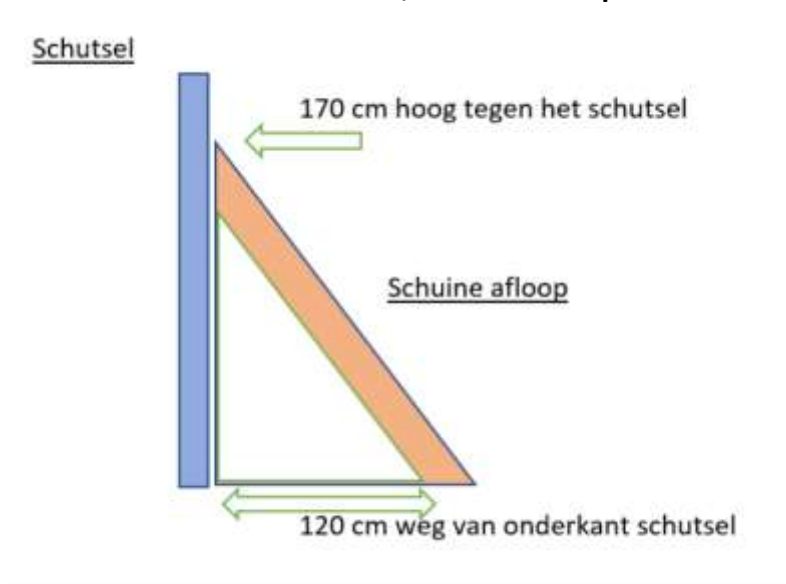 Schutsel
170 cm hoog tegen het schutsel
Schuine afloop
120 cm weg van onderkant schutsel